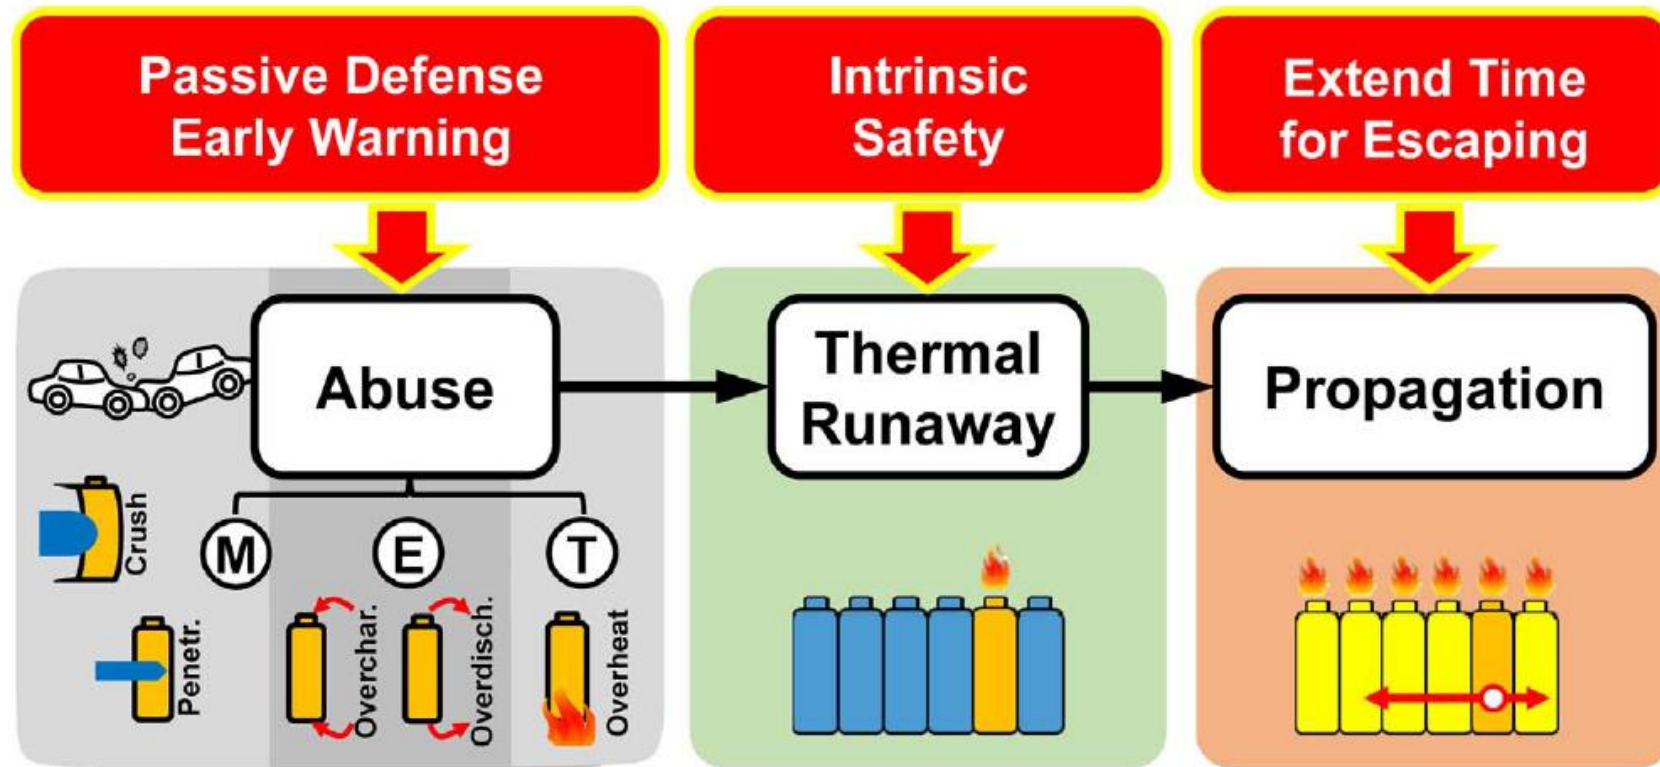 Passive Defense
Early Warning
Intrinsic
Safety
Extend Time
for Escaping
Abuse
Thermal
Runaway
Propagation
M
E
T
Crush
Penetr.
Overchar.
Overdisch.
Overheat